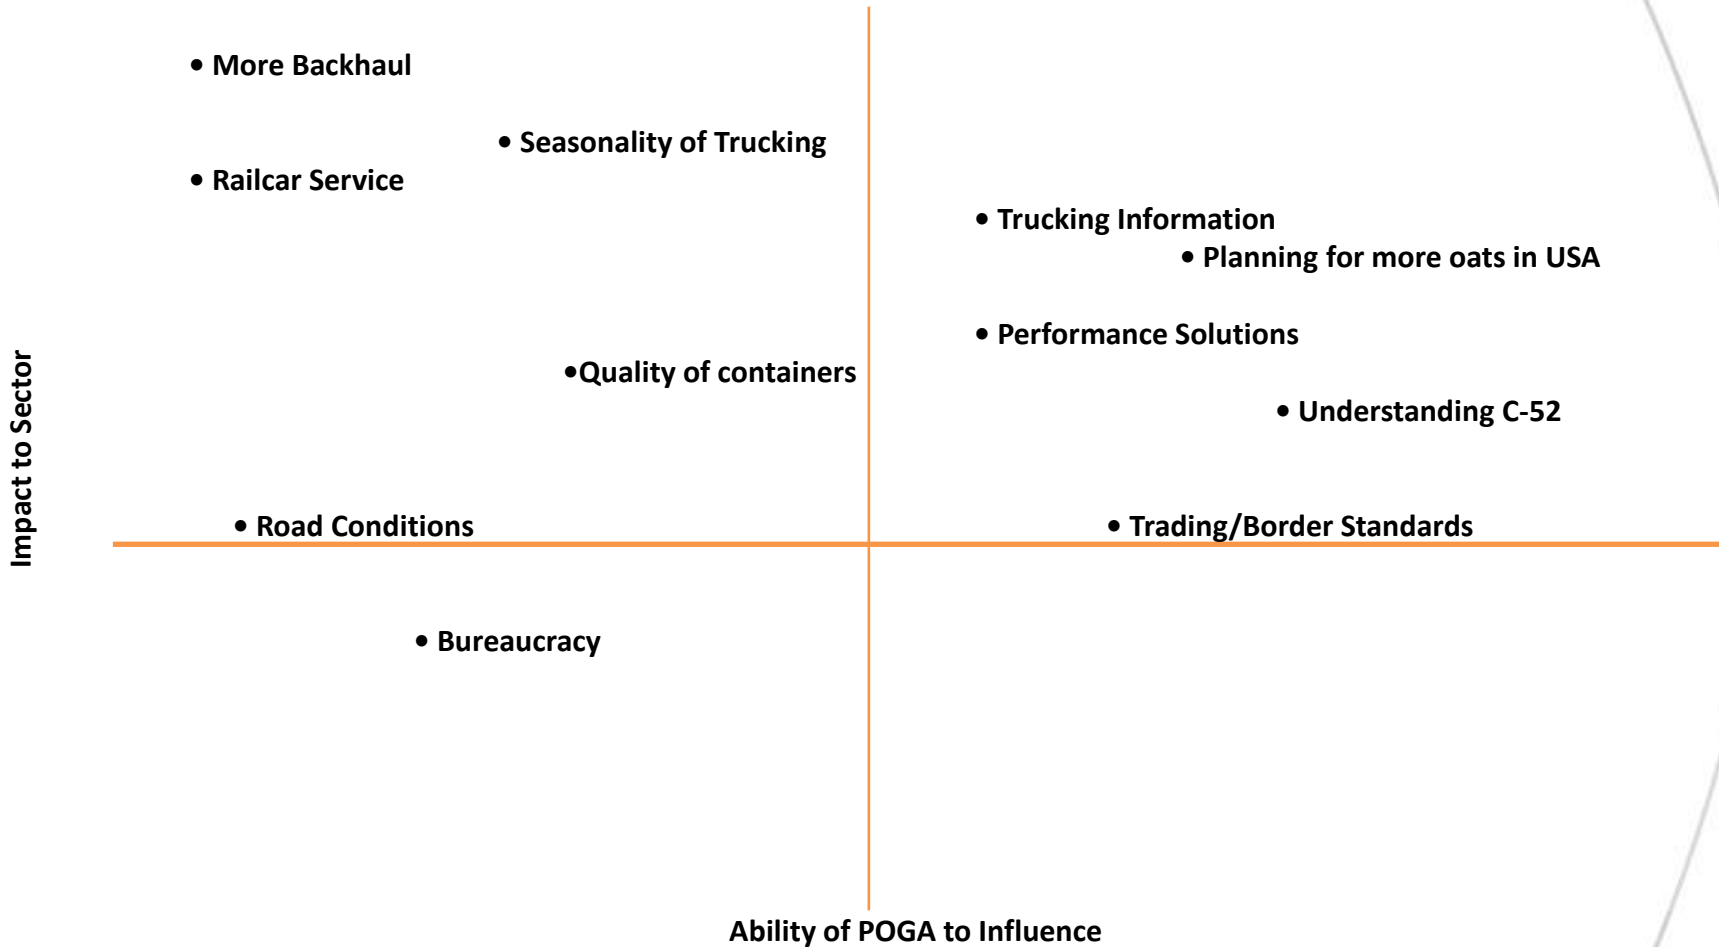 • More Backhaul
• Seasonality of Trucking
• Railcar Service
• Trucking Information
• Planning for more oats in USA
• Performance Solutions
•Quality of containers
• Understanding C-52
Impact to Sector
• Road Conditions
• Trading/Border Standards
• Bureaucracy
Ability of POGA to Influence